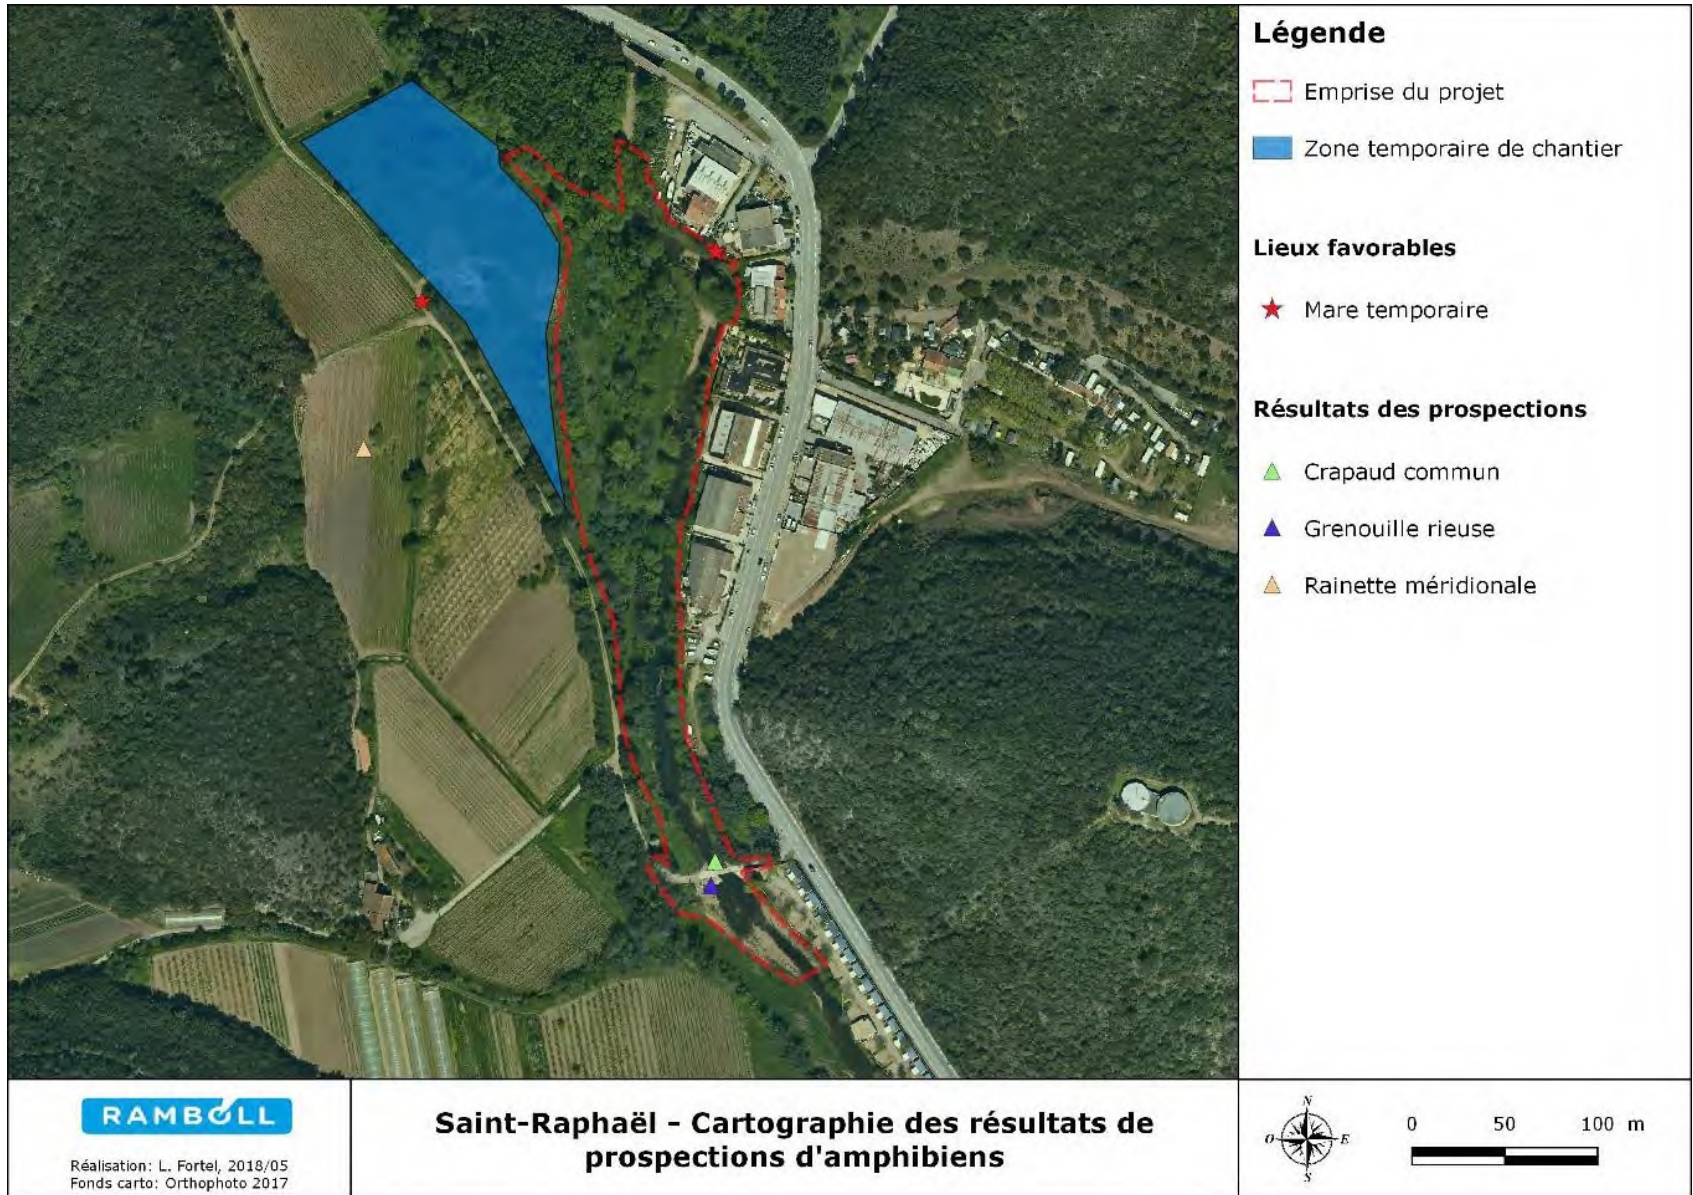 Légende
Emprise du projet
Zone temporaire de chantier
Lieux favorables
Mare temporaire
Résultats des prospections
Crapaud commun
Grenouille rieuse
Rainette méridionale
RAMBOLL
Réalisation: L. Fortel, 2018/05
Fonds carto: Orthophoto 2017
Saint-Raphaël - Cartographie des résultats de
prospections d'amphibiens
N
O E
S
0 50 100 m